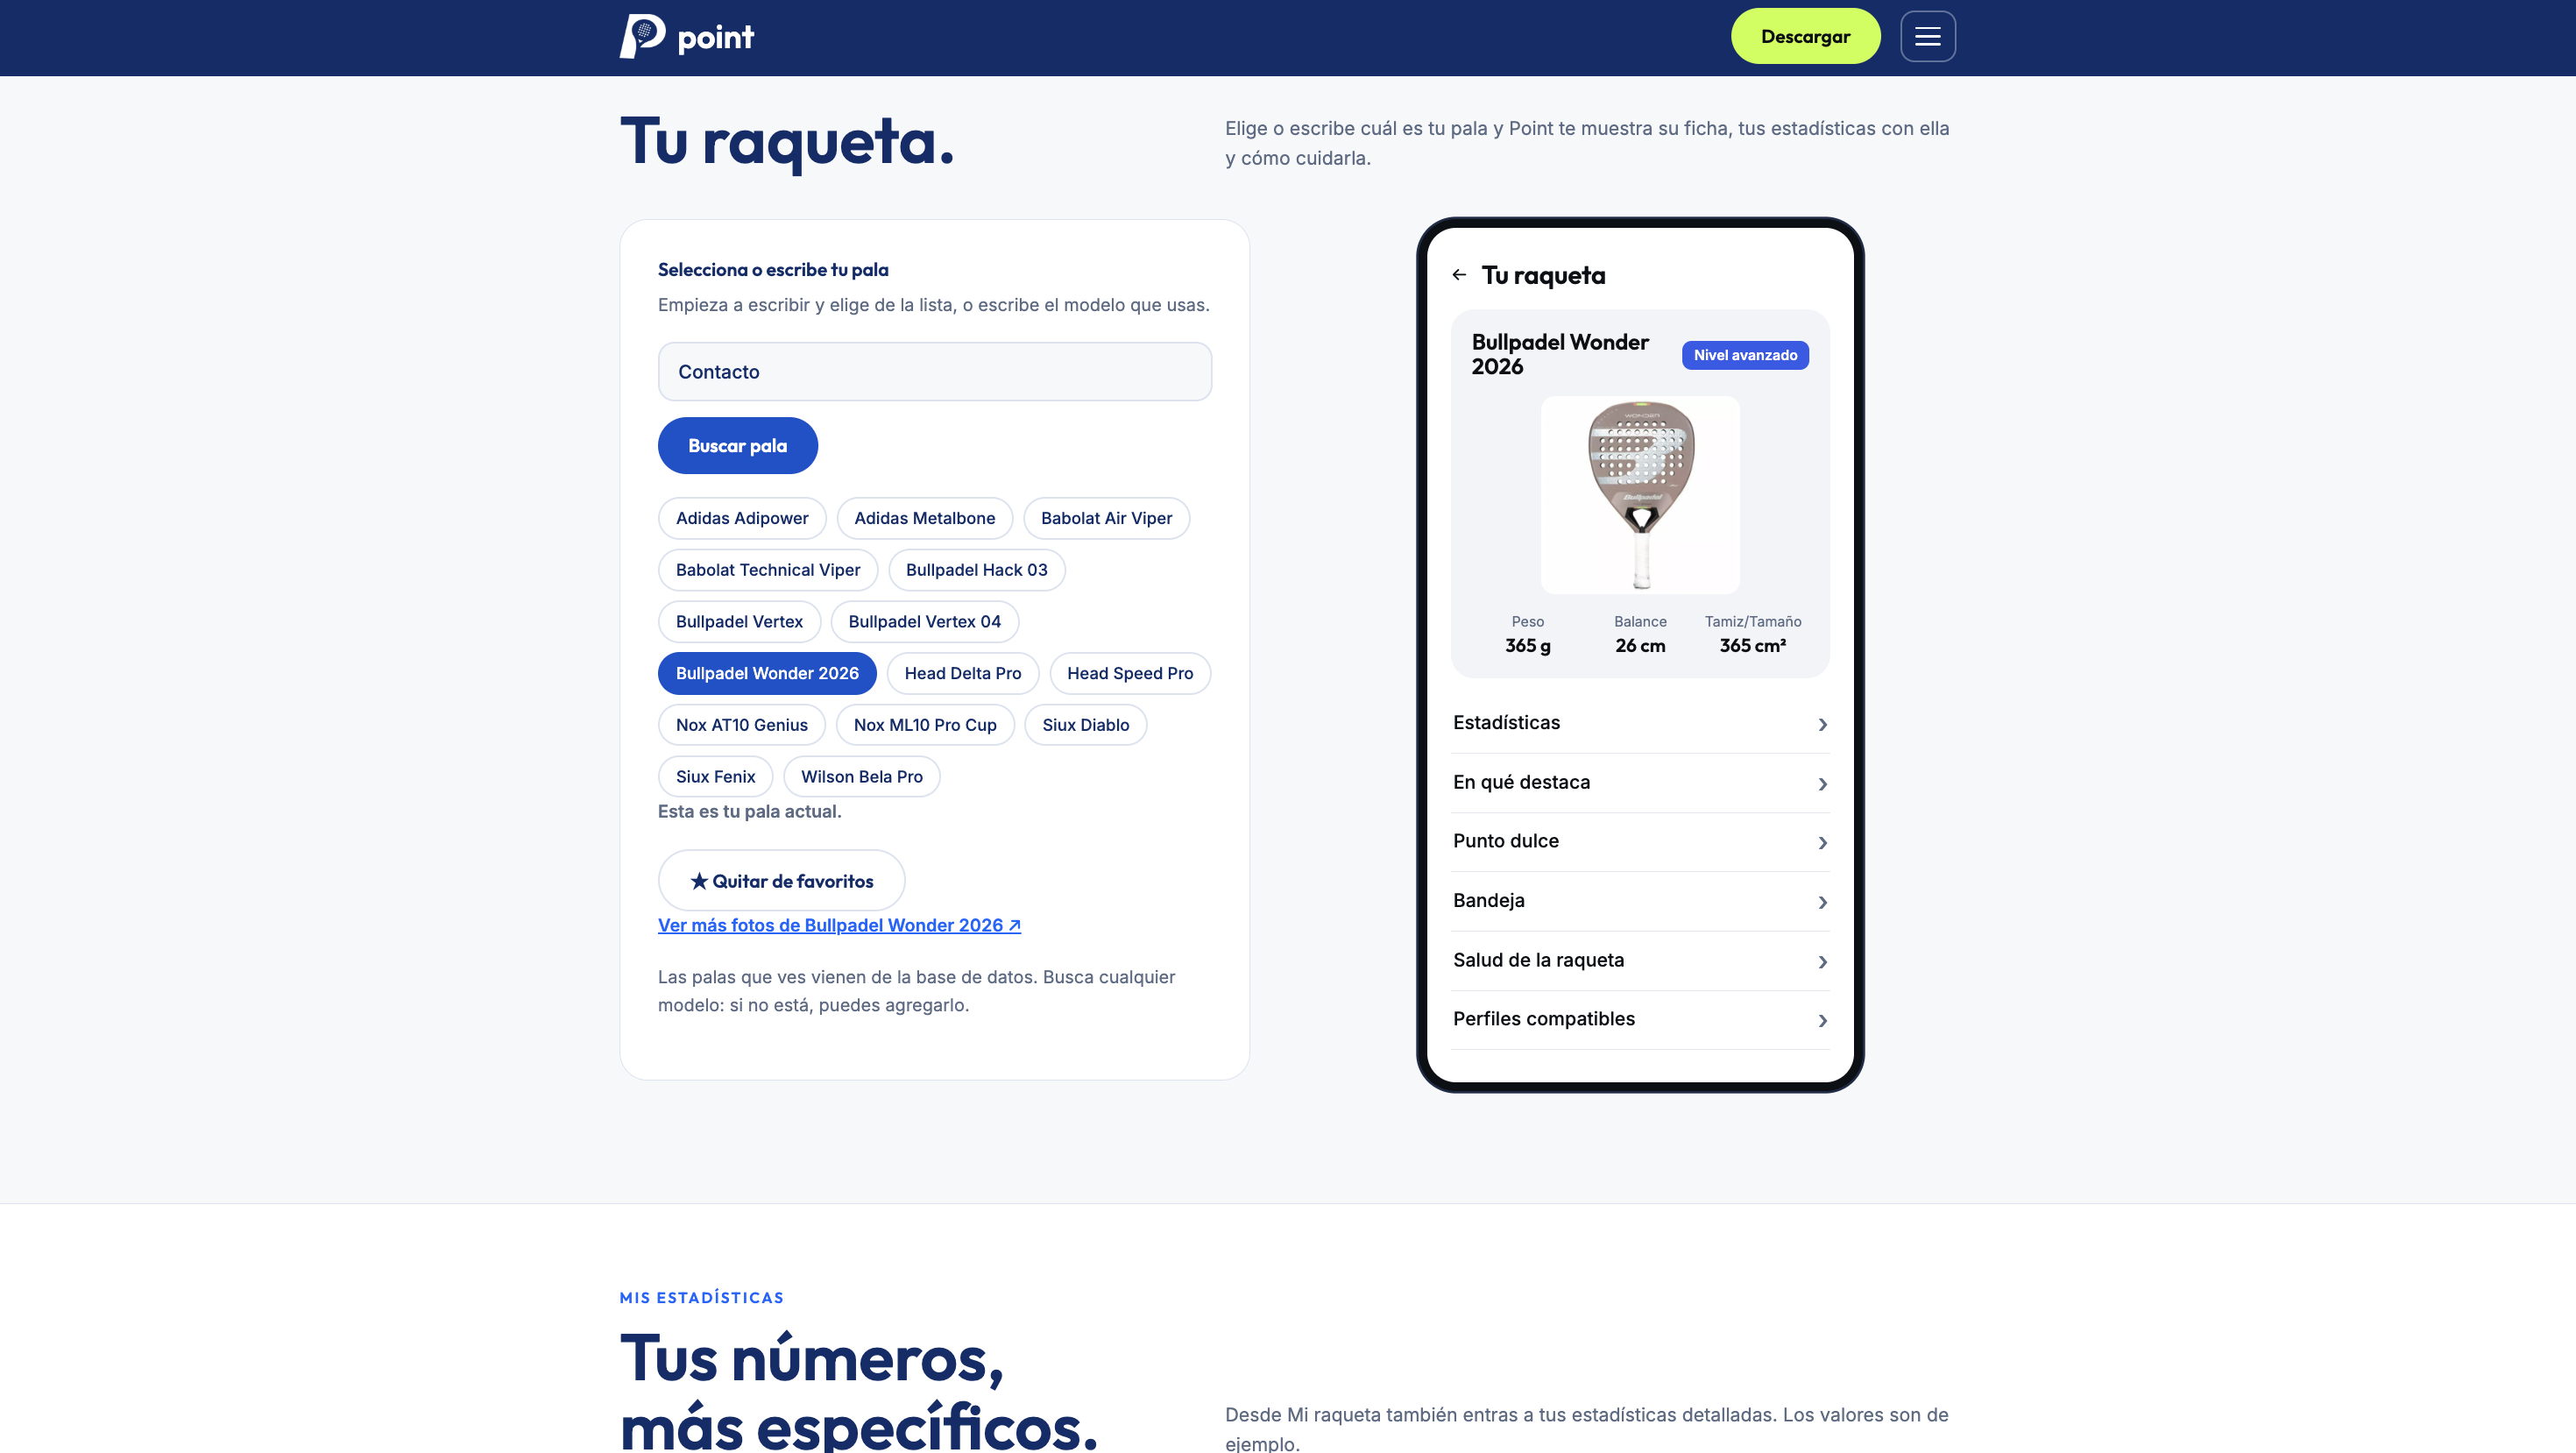 point
Descargar
Tu raqueta.
Elige o escribe cuál es tu pala y Point te muestra su ficha, tus estadísticas con ella
y cómo cuidarla.
Selecciona o escribe tu pala
Empieza a escribir y elige de la lista, o escribe el modelo que usas.
Contacto
Buscar pala
Adidas Adipower
Adidas Metalbone
Babolat Air Viper
Babolat Technical Viper
Bullpadel Hack 03
Bullpadel Vertex
Bullpadel Vertex 04
Bullpadel Wonder 2026
Head Delta Pro
Head Speed Pro
Nox AT10 Genius
Nox ML10 Pro Cup
Siux Diablo
Siux Fenix
Wilson Bela Pro
Esta es tu pala actual.
★ Quitar de favoritos
Ver más fotos de Bullpadel Wonder 2026 ↗
Las palas que ves vienen de la base de datos. Busca cualquier
modelo: si no está, puedes agregarlo.
← Tu raqueta
Bullpadel Wonder
2026
Nivel avanzado
WONDER
Bullpadel
Peso
365 g
Balance
26 cm
Tamiz/Tamaño
365 cm²
Estadísticas
En qué destaca
Punto dulce
Bandeja
Salud de la raqueta
Perfiles compatibles
MIS ESTADÍSTICAS
Tus números,
más específicos.
Desde Mi raqueta también entras a tus estadísticas detalladas. Los valores son de
ejemplo.